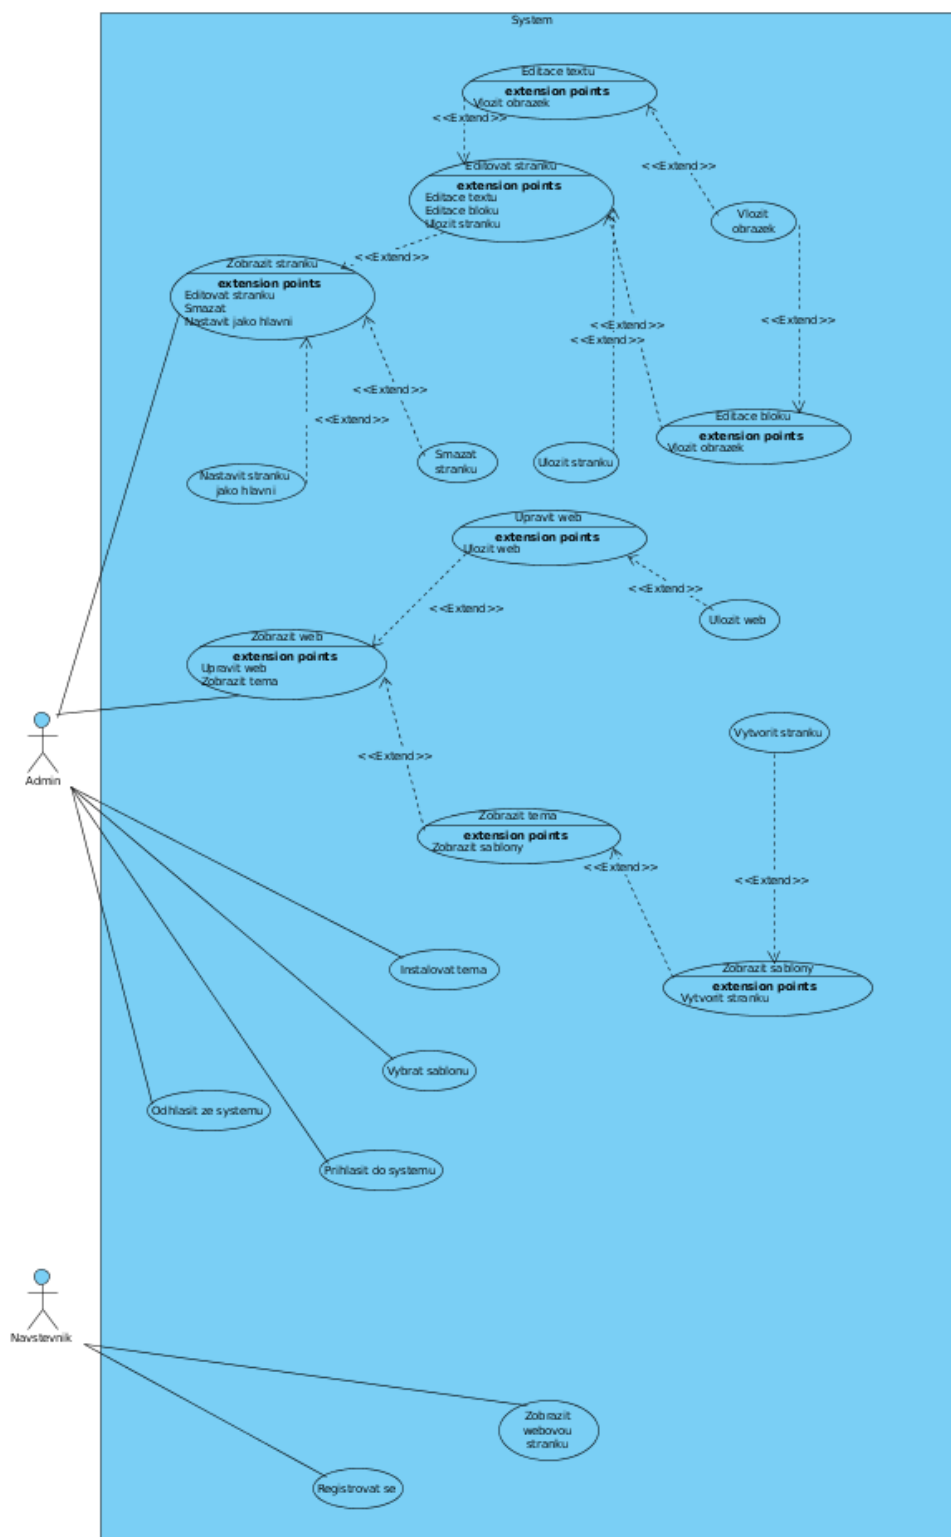 System
Editace textu
extension points
Vlozit obrazek
<<Extend>>
Editovat stranku
extension points
Editace textu
Editace bloku
Ulozit stranku
<<Extend>>
Vlozit
obrazek
<<Extend>>
Zobrazit stranku
extension points
Editovat stranku
Smazat
Nastavit jako hlavni
<<Extend>>
<<Extend>>
<<Extend>>
<<Extend>>
<<Extend>>
Editace bloku
extension points
Vlozit obrazek
Smazat
stranku
Ulozit stranku
Nastavit stranku
jako hlavni
Upravit web
extension points
Ulozit web
<<Extend>>
<<Extend>>
Ulozit web
Zobrazit web
extension points
Upravit web
Zobrazit tema
Vytvorit stranku
<<Extend>>
Admin
Zobrazit tema
extension points
Zobrazit sablony
<<Extend>>
<<Extend>>
Instalovat tema
Zobrazit sablony
extension points
Vytvorit stranku
Vybrat sablonu
Odhlasit ze systemu
Prihlasit do systemu
Navstevnik
Zobrazit
webovou
stranku
Registrovat se